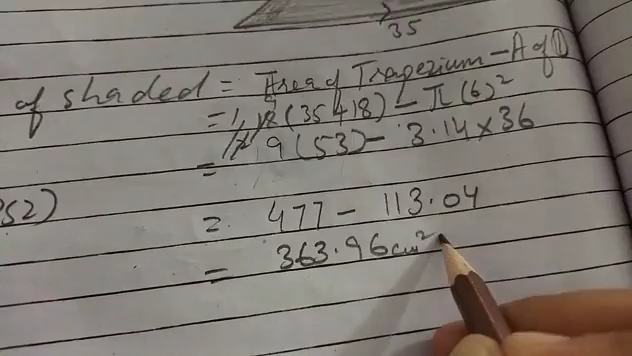 35
of shaded = Area of Trapezium - A of O
= 1/2 18 (35+18) - π(6)²
= 9(53) - 3.14×36
PS2)
= 477 - 113.04
= 363.96 cm²